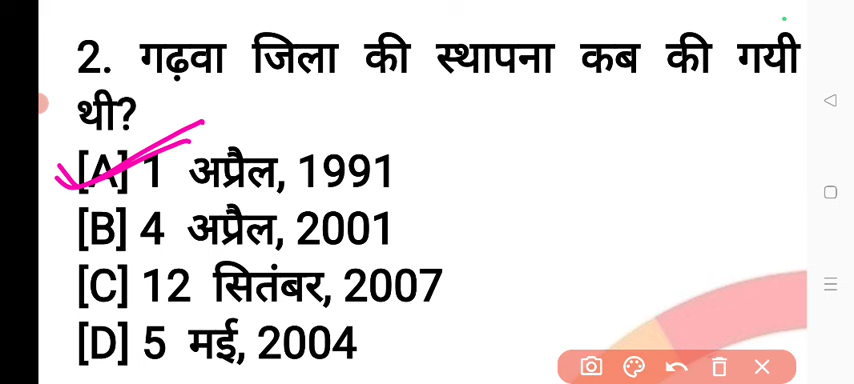 2. गढ़वा जिला की स्थापना कब की गयी
थी?
[A] 1 अप्रैल, 1991
[B] 4 अप्रैल, 2001
[C] 12 सितंबर, 2007
[D] 5 मई, 2004